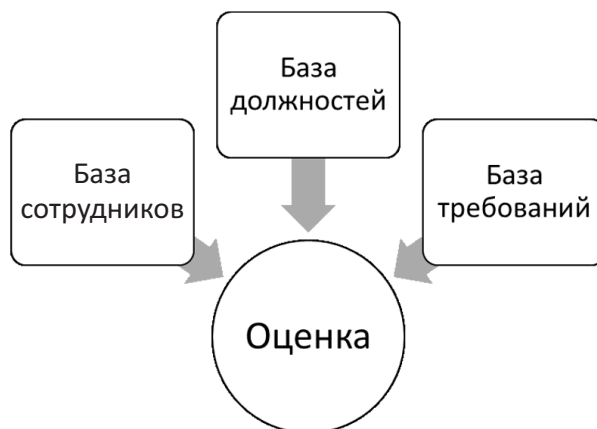 База
должностей
База
сотрудников
База
требований
Оценка